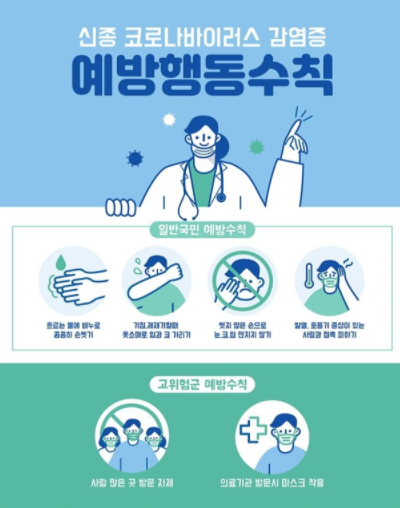 신종 코로나바이러스 감염증
예방행동수칙
일반국민 예방수칙
흐르는 물에 비누로
꼼꼼히 손씻기
기침,재채기할때
옷소매로 입과 코 가리기
씻지 않은 손으로
눈,코,입 만지지 않기
발열, 호흡기 증상이 있는
사람과 접촉 피하기
고위험군 예방수칙
사람 많은 곳 방문 자제
의료기관 방문시 마스크 착용